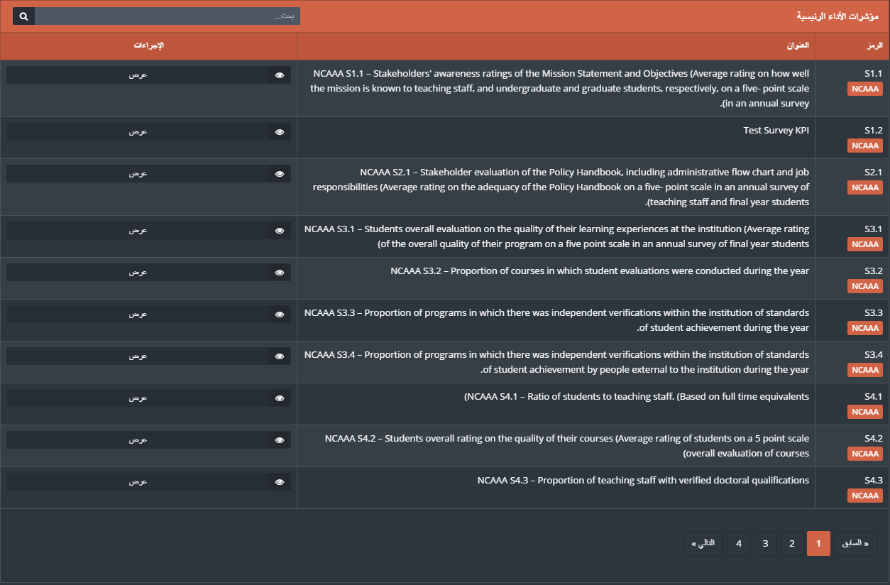 مؤشرات الأداء الرئيسية
يبحث...
الرمز العنوان الإجراءات
S1.1
NCAAA
NCAAA S1.1 – Stakeholders' awareness ratings of the Mission Statement and Objectives (Average rating on how well
the mission is known to teaching staff, and undergraduate and graduate students, respectively, on a five- point scale
.(in an annual survey
عرض
S1.2
NCAAA
Test Survey KPI
عرض
S2.1
NCAAA
NCAAA S2.1 – Stakeholder evaluation of the Policy Handbook, including administrative flow chart and job
responsibilities (Average rating on the adequacy of the Policy Handbook on a five- point scale in an annual survey of
.(teaching staff and final year students
عرض
S3.1
NCAAA
NCAAA S3.1 – Students overall evaluation on the quality of their learning experiences at the institution (Average rating
(of the overall quality of their program on a five point scale in an annual survey of final year students
عرض
S3.2
NCAAA
NCAAA S3.2 – Proportion of courses in which student evaluations were conducted during the year
عرض
S3.3
NCAAA
NCAAA S3.3 – Proportion of programs in which there was independent verifications within the institution of standards
.of student achievement during the year
عرض
S3.4
NCAAA
NCAAA S3.4 – Proportion of programs in which there was independent verifications within the institution of standards
.of student achievement by people external to the institution during the year
عرض
S4.1
NCAAA
(NCAAA S4.1 – Ratio of students to teaching staff. (Based on full time equivalents
عرض
S4.2
NCAAA
NCAAA S4.2 – Students overall rating on the quality of their courses (Average rating of students on a 5 point scale
(overall evaluation of courses
عرض
S4.3
NCAAA
NCAAA S4.3 – Proportion of teaching staff with verified doctoral qualifications
عرض
« السابق 1 2 3 4 التالي »